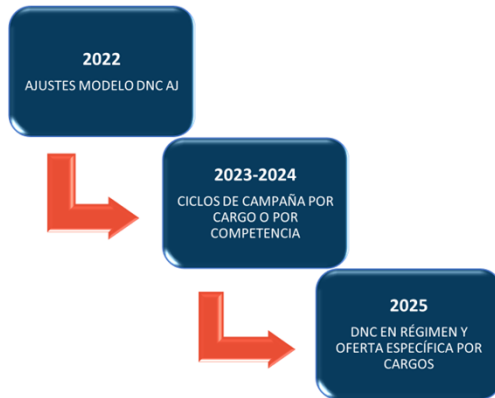 2022
AJUSTES MODELO DNC AJ
2023-2024
CICLOS DE CAMPAÑA POR
CARGO O POR
COMPETENCIA
2025
DNC EN RÉGIMEN Y
OFERTA ESPECÍFICA POR
CARGOS